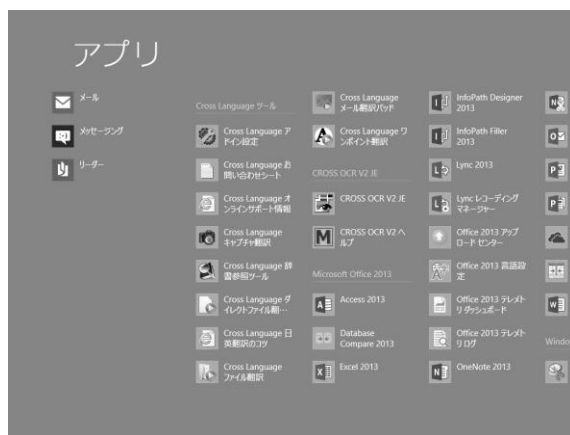 アプリ
メール
メッセージング
リーダー
Cross Language ツール
Cross Language ア
ドイン設定
Cross Language お
問い合わせシート
Cross Language オ
ンラインサポート情報
Cross Language
キャプチャ翻訳
Cross Language 辞
書参照ツール
Cross Language ダ
イレクトファイル翻…
Cross Language 日
英翻訳のコツ
Cross Language
ファイル翻訳
Cross Language
メール翻訳パッド
Cross Language ワ
ンポイント翻訳
CROSS OCR V2 JE
CROSS OCR V2 JE
CROSS OCR V2 ヘ
ルプ
Microsoft Office 2013
Access 2013
Database
Compare 2013
Excel 2013
InfoPath Designer
2013
InfoPath Filler
2013
Lync 2013
Lync レコーディング
マネージャー
Office 2013 アップ
ロード センター
Office 2013 言語設
定
Office 2013 テレメト
リ ダッシュボード
Office 2013 テレメト
リ ログ
OneNote 2013
Windo